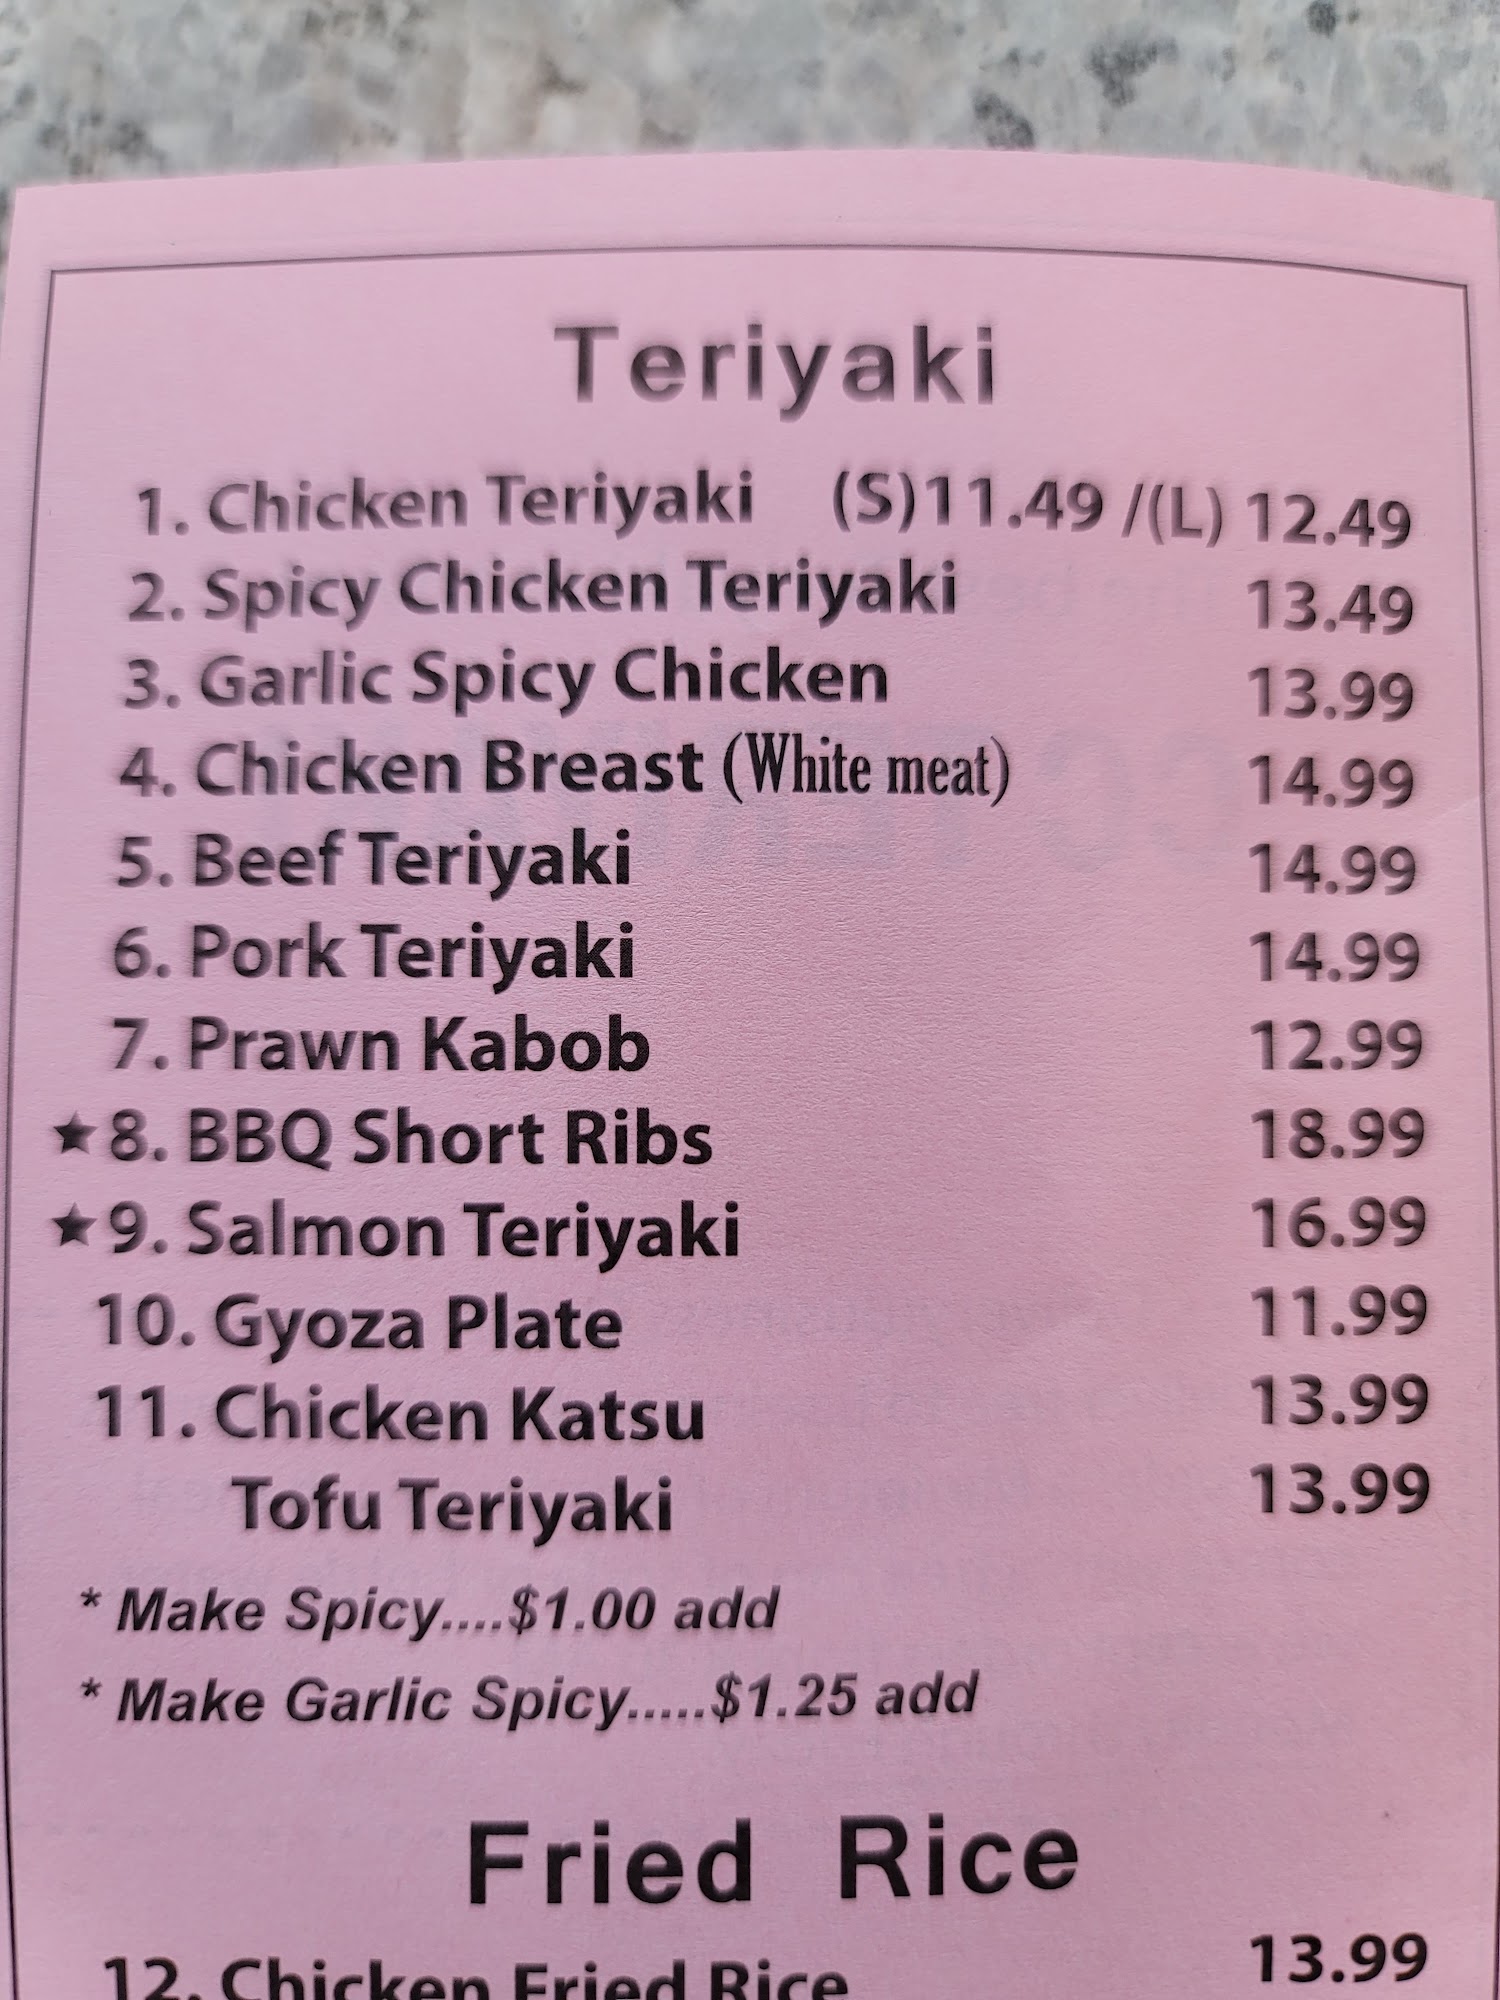 Teriyaki
1. Chicken Teriyaki (S)11.49 /(L) 12.49
2. Spicy Chicken Teriyaki 13.49
3. Garlic Spicy Chicken 13.99
4. Chicken Breast (White meat) 14.99
5. Beef Teriyaki 14.99
6. Pork Teriyaki 14.99
7. Prawn Kabob 12.99
★8. BBQ Short Ribs 18.99
★9. Salmon Teriyaki 16.99
10. Gyoza Plate 11.99
11. Chicken Katsu 13.99
Tofu Teriyaki 13.99
* Make Spicy....$1.00 add
* Make Garlic Spicy.....$1.25 add
Fried Rice
12. Chicken Fried Rice 13.99